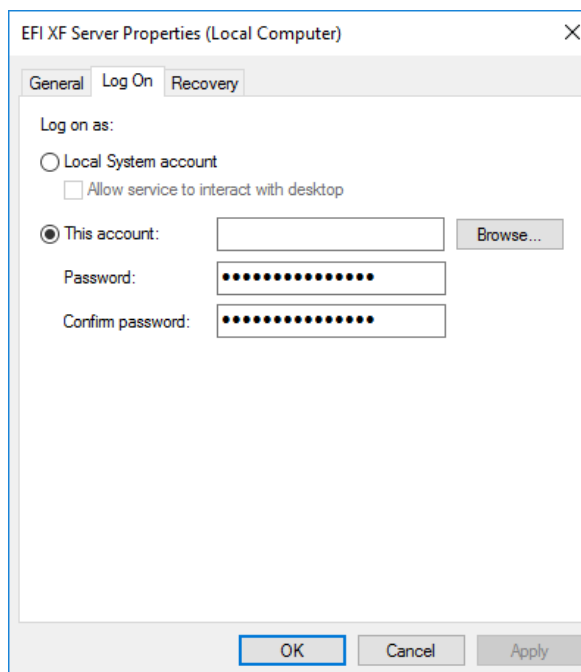 EFI XF Server Properties (Local Computer)
General Log On Recovery
Log on as:
Local System account
Allow service to interact with desktop
This account: Browse...
Password: •••••••••••••••
Confirm password: •••••••••••••••
OK Cancel Apply